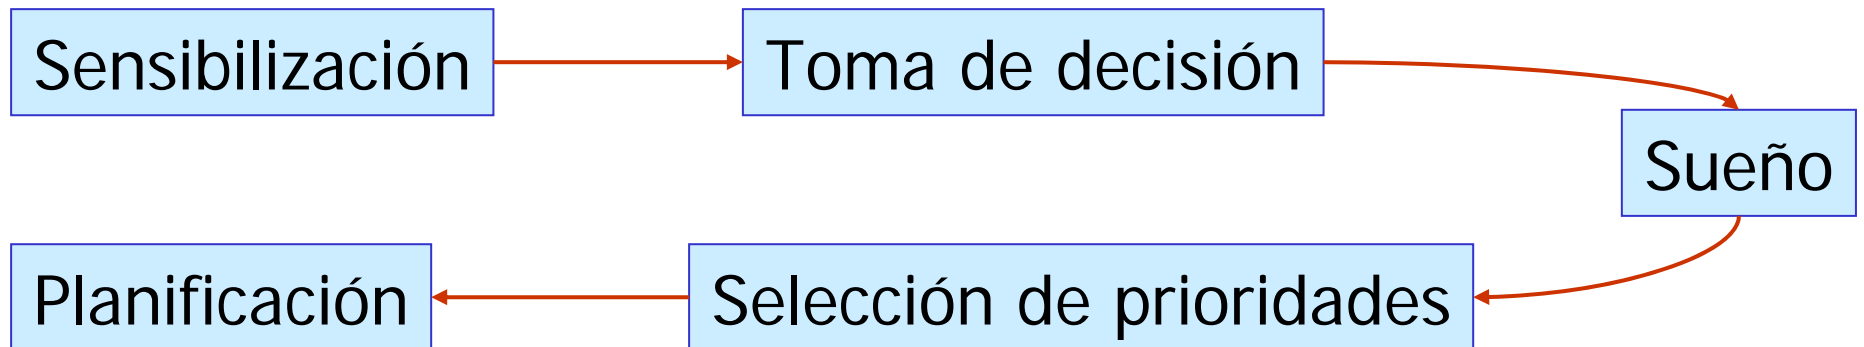 Sensibilización
Toma de decisión
Sueño
Selección de prioridades
Planificación